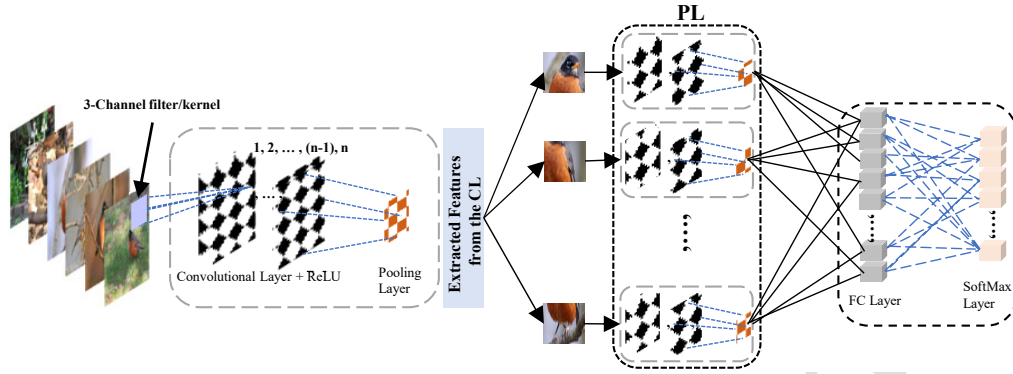 PL
3-Channel filter/kernel
1, 2, ... , (n-1), n
Convolutional Layer + ReLU
Pooling
Layer
Extracted Features
from the CL
FC Layer
SoftMax
Layer